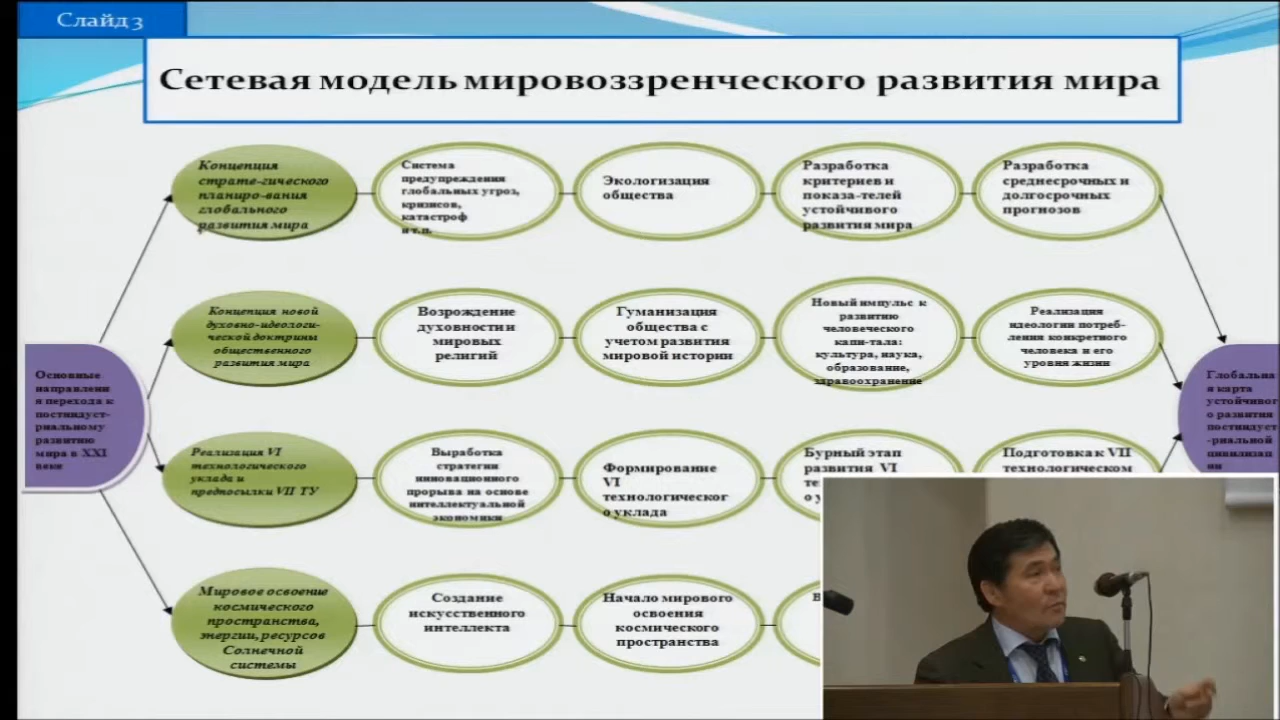 Слайд 3
Сетевая модель мировоззренческого развития мира
Концепция
страте-гического
планиро-вания
глобального
развития мира
Система
предупреждения
глобальных угроз,
кризисов,
катастроф
и т.п.
Экологизация
общества
Разработка
критериев и
показа-телей
устойчивого
развития мира
Разработка
среднесрочных и
долгосрочных
прогнозов
Концепция новой
духовно-идеологи-
ческой доктрины
общественного
развития мира
Возрождение
духовности и
мировых
религий
Гуманизация
общества с
учетом развития
мировой истории
Новый импульс к
развитию
человеческого
капи-тала:
культура, наука,
образование,
здравоохранение
Реализация
идеологии потреб-
ления конкретного
человека и его
уровня жизни
Основные
направлени
я перехода к
постиндуст-
риальному
развитию
мира в XXI
веке
Глобальна
я карта
устойчивог
о развития
постиндуст
-риальной
цивилизац
ии
Реализация VI
технологического
уклада и
предпосылки VII ТУ
Выработка
стратегии
инновационного
прорыва на основе
интеллектуальной
экономики
Формирование
VI
технологическог
о уклада
Бурный этап
развития VI
те
о у
Подготовка к VII
технологическом
Мировое освоение
космического
пространства,
энергии, ресурсов
Солнечной
системы
Создание
искусственного
интеллекта
Начало мирового
освоения
космического
пространства
В